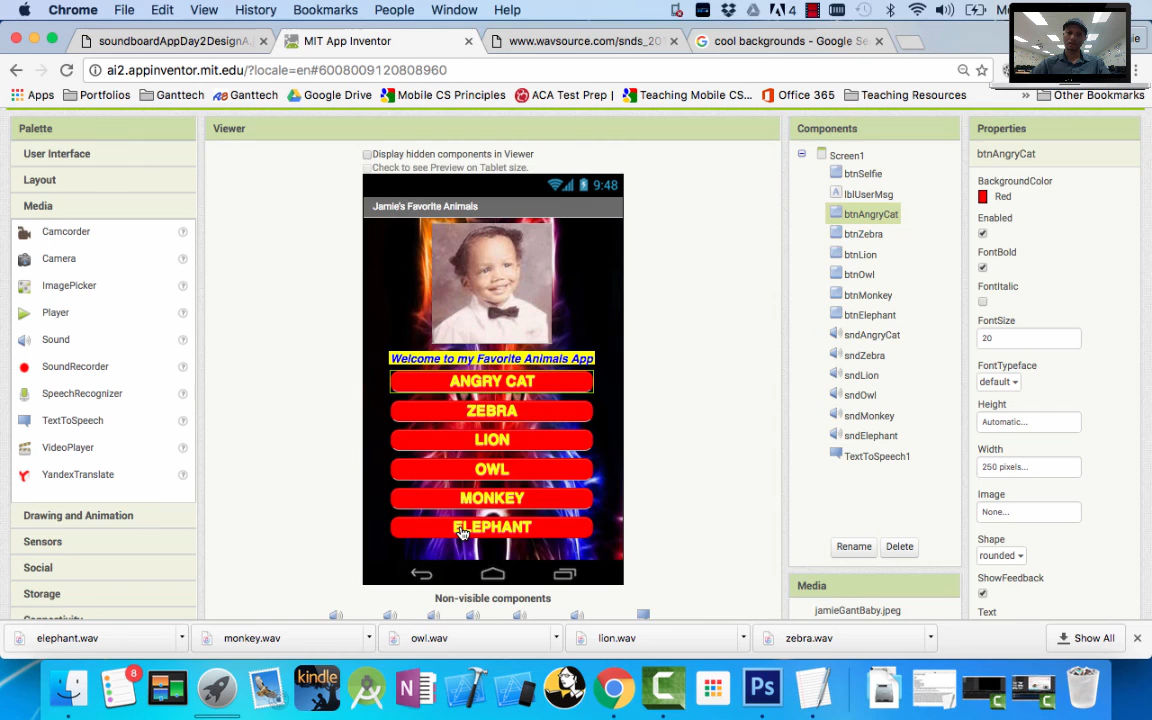 Chrome File Edit View History Bookmarks People Window Help
4
soundboardAppDay2DesignA
MIT App Inventor
www.wavsource.com/snds_20
cool backgrounds - Google Se
ai2.appinventor.mit.edu/?locale=en#6008009120808960
Apps Portfolios Ganttech Ganttech Google Drive Mobile CS Principles ACA Test Prep | Teaching Mobile CS... Office 365 Teaching Resources » Other Bookmarks
Palette
User Interface
Layout
Media
Camcorder
Camera
ImagePicker
Player
Sound
SoundRecorder
SpeechRecognizer
TextToSpeech
VideoPlayer
YandexTranslate
Drawing and Animation
Sensors
Social
Storage
Viewer
Display hidden components in Viewer
Check to see Preview on Tablet size.
9:48
Jamie's Favorite Animals
Welcome to my Favorite Animals App
ANGRY CAT
ZEBRA
LION
OWL
MONKEY
ELEPHANT
Non-visible components
Components
Screen1
btnSelfie
lblUserMsg
btnAngryCat
btnZebra
btnLion
btnOwl
btnMonkey
btnElephant
sndAngryCat
sndZebra
sndLion
sndOwl
sndMonkey
sndElephant
TextToSpeech1
Rename Delete
Media
jamieGantBaby.jpeg
Properties
btnAngryCat
BackgroundColor
Red
Enabled
FontBold
FontItalic
FontSize
20
FontTypeface
default
Height
Automatic...
Width
250 pixels...
Image
None...
Shape
rounded
ShowFeedback
Text
elephant.wav monkey.wav owl.wav lion.wav zebra.wav Show All
8
kindle
N
C
Ps